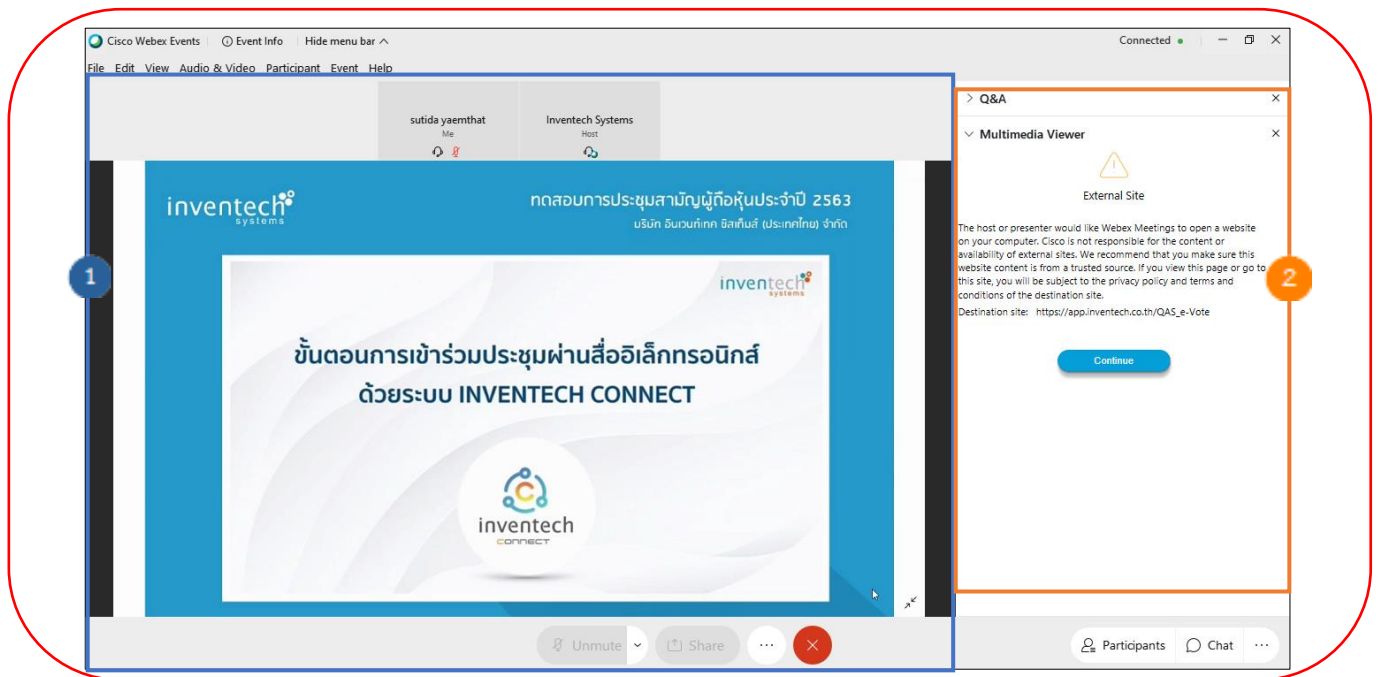 Cisco Webex Events
Event Info
Hide menu bar
Connected
File Edit View Audio & Video Participant Event Help
sutida yaemthat
Me
Inventech Systems
Host
inventech
systems
ทดสอบการประชุมสามัญผู้ถือหุ้นประจำปี 2563
บริษัท อินเวนท์เทค ซิสเท็มส์ (ประเทศไทย) จำกัด
inventech
systems
ขั้นตอนการเข้าร่วมประชุมผ่านสื่ออิเล็กทรอนิกส์
ด้วยระบบ INVENTECH CONNECT
C
inventech
CONNECT
1
Unmute
Share
Q&A
Multimedia Viewer
External Site
The host or presenter would like Webex Meetings to open a website
on your computer. Cisco is not responsible for the content or
availability of external sites. We recommend that you make sure this
website content is from a trusted source. If you view this page or go to
this site, you will be subject to the privacy policy and terms and
conditions of the destination site.
Destination site: https://app.inventech.co.th/QAS_e-Vote
Continue
2
Participants
Chat